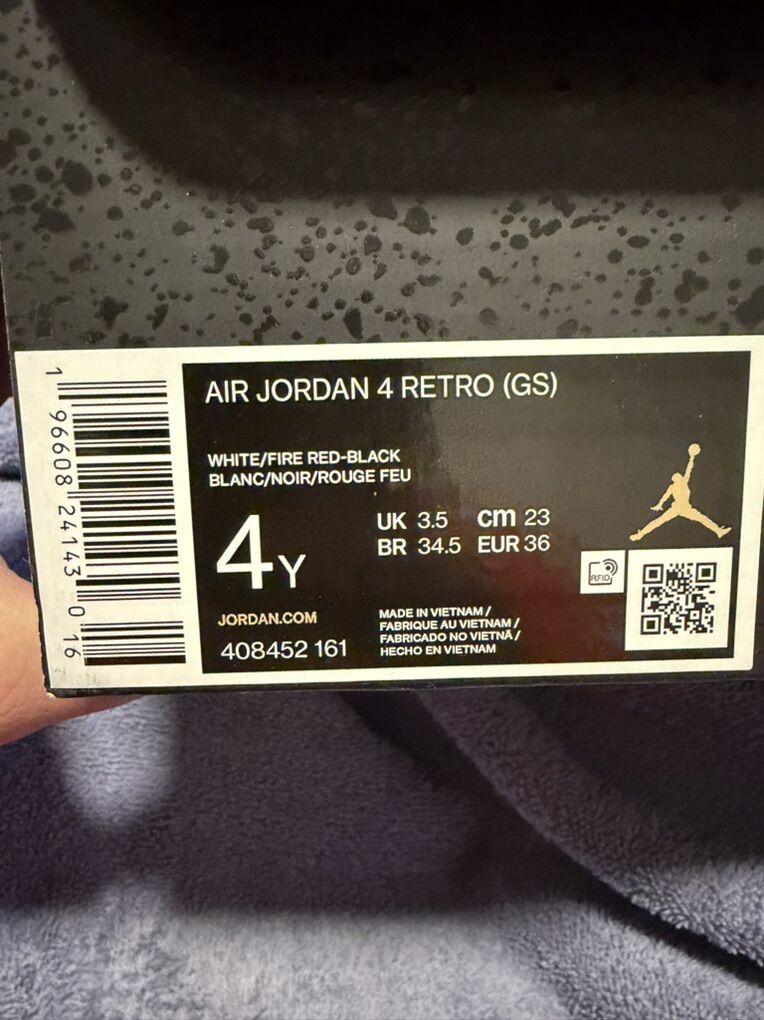 AIR JORDAN 4 RETRO (GS)
WHITE/FIRE RED-BLACK
BLANC/NOIR/ROUGE FEU
4Y
UK 3.5 cm 23
BR 34.5 EUR 36
RFID
JORDAN.COM
408452 161
MADE IN VIETNAM /
FABRIQUE AU VIETNAM /
FABRICADO NO VIETNÃ /
HECHO EN VIETNAM
1 96608 24143 0 16